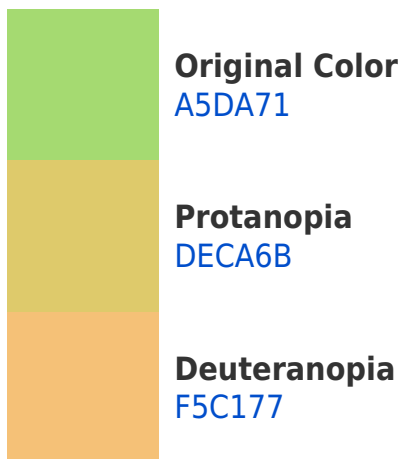 Original Color
A5DA71
Protanopia
DECA6B
Deuteranopia
F5C177